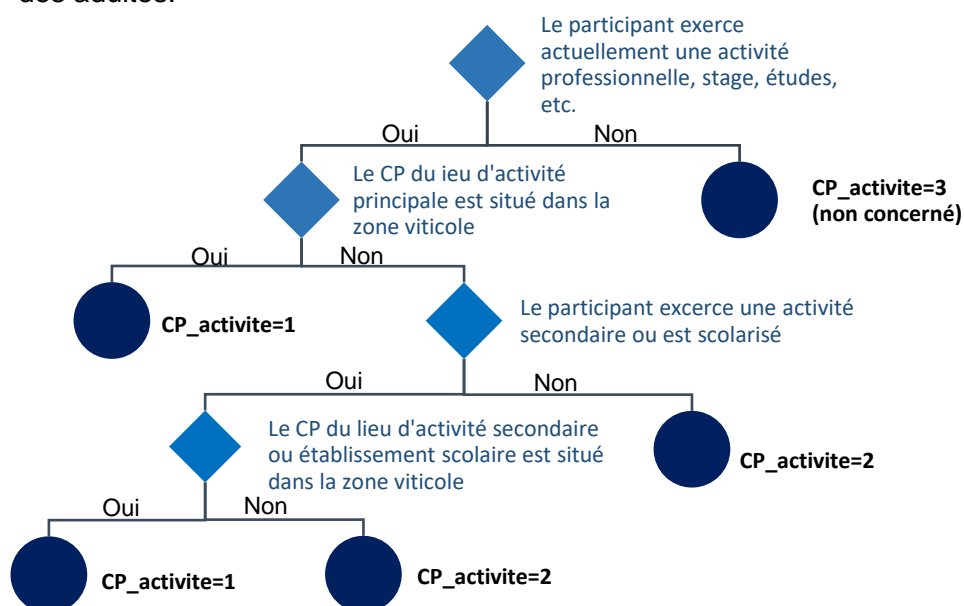 des adultes.
Le participant exerce
actuellement une activité
professionnelle, stage, études,
etc.
Oui
Non
Le CP du ieu d'activité
principale est situé dans la
zone viticole
CP_activite=3
(non concerné)
Oui
Non
CP_activite=1
Le participant excerce une activité
secondaire ou est scolarisé
Oui
Non
Le CP du lieu d'activité secondaire
ou établissement scolaire est situé
dans la zone viticole
CP_activite=2
Oui
Non
CP_activite=1
CP_activite=2